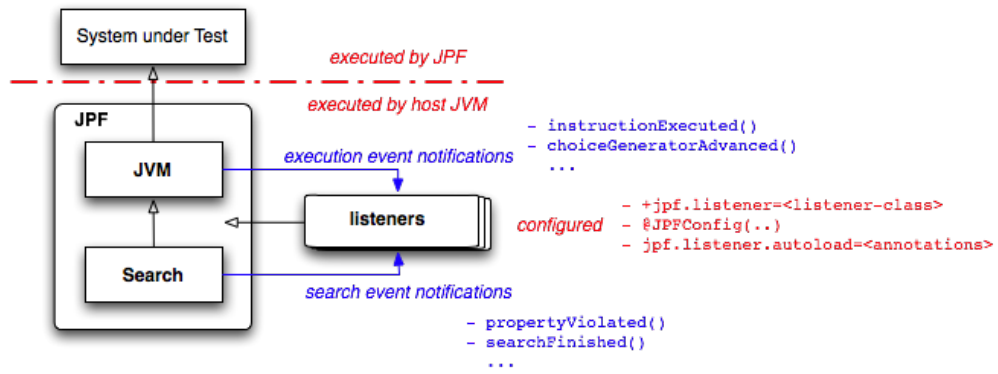 System under Test
executed by JPF
executed by host JVM
JPF
JVM
execution event notifications
- instructionExecuted()
- choiceGeneratorAdvanced()
...
listeners
configured
- +jpf.listener=<listener-class>
- @JPFConfig(..)
- jpf.listener.autoload=<annotations>
Search
search event notifications
- propertyViolated()
- searchFinished()
...